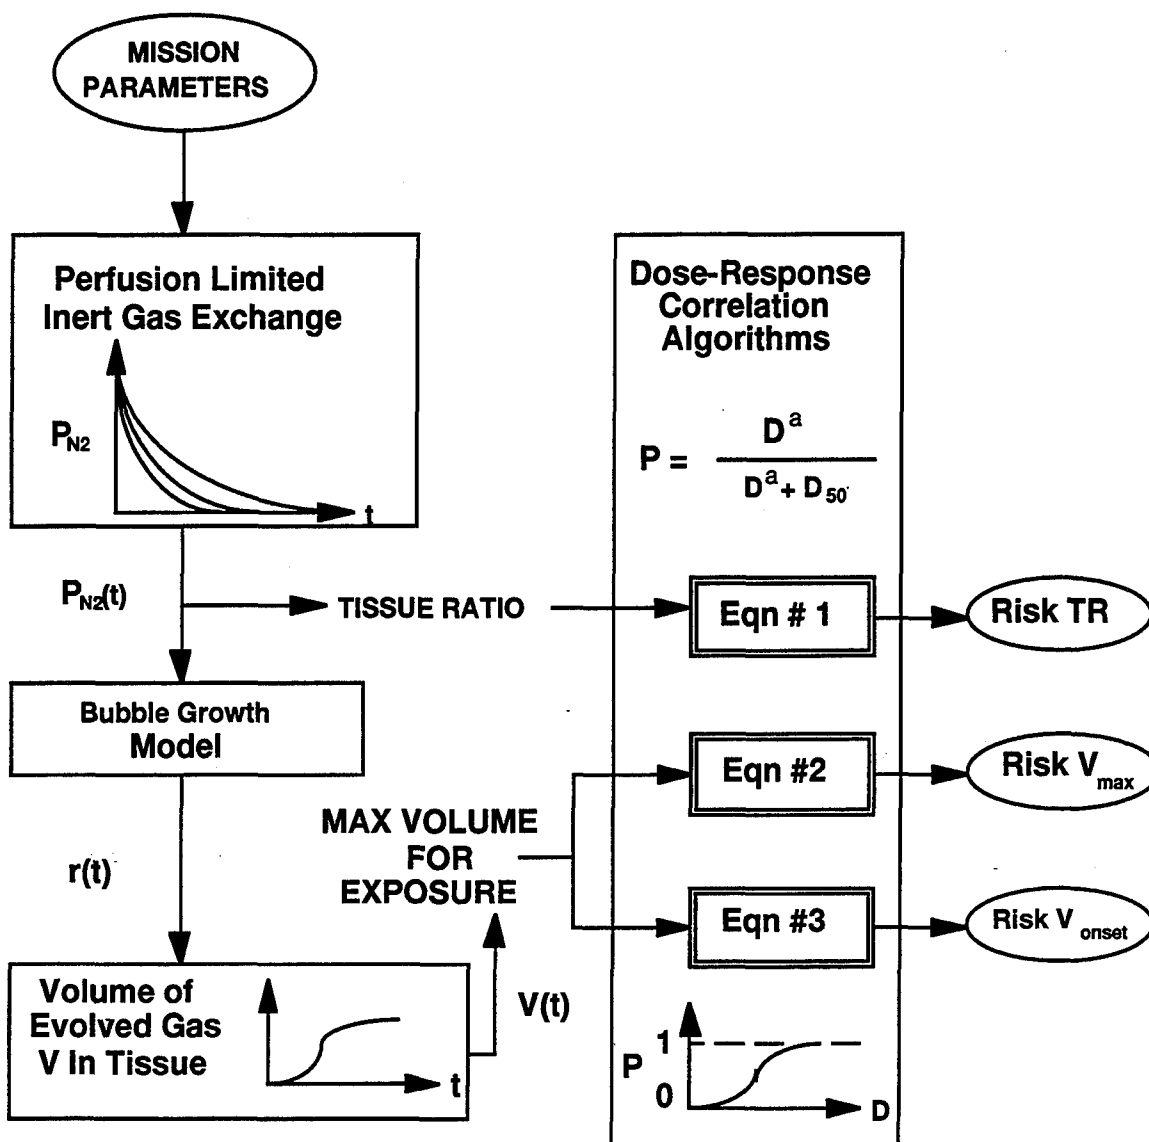 MISSION
PARAMETERS
Perfusion Limited
Inert Gas Exchange
P_N2
t
P_N2(t)
TISSUE RATIO
Bubble Growth
Model
r(t)
MAX VOLUME
FOR
EXPOSURE
Volume of
Evolved Gas
V In Tissue
t
V(t)
Dose-Response
Correlation
Algorithms
P = D^a / (D^a + D_50)
Eqn # 1
Risk TR
Eqn #2
Risk V_max
Eqn #3
Risk V_onset
P
1
0
D